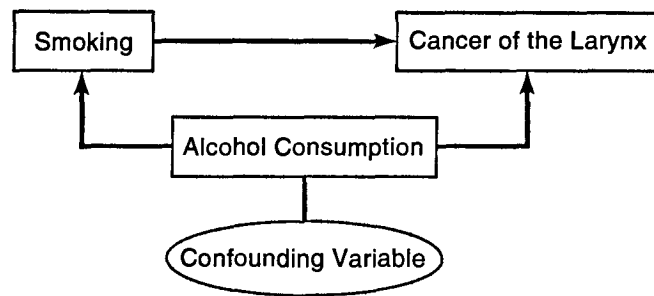 Smoking
Cancer of the Larynx
Alcohol Consumption
Confounding Variable